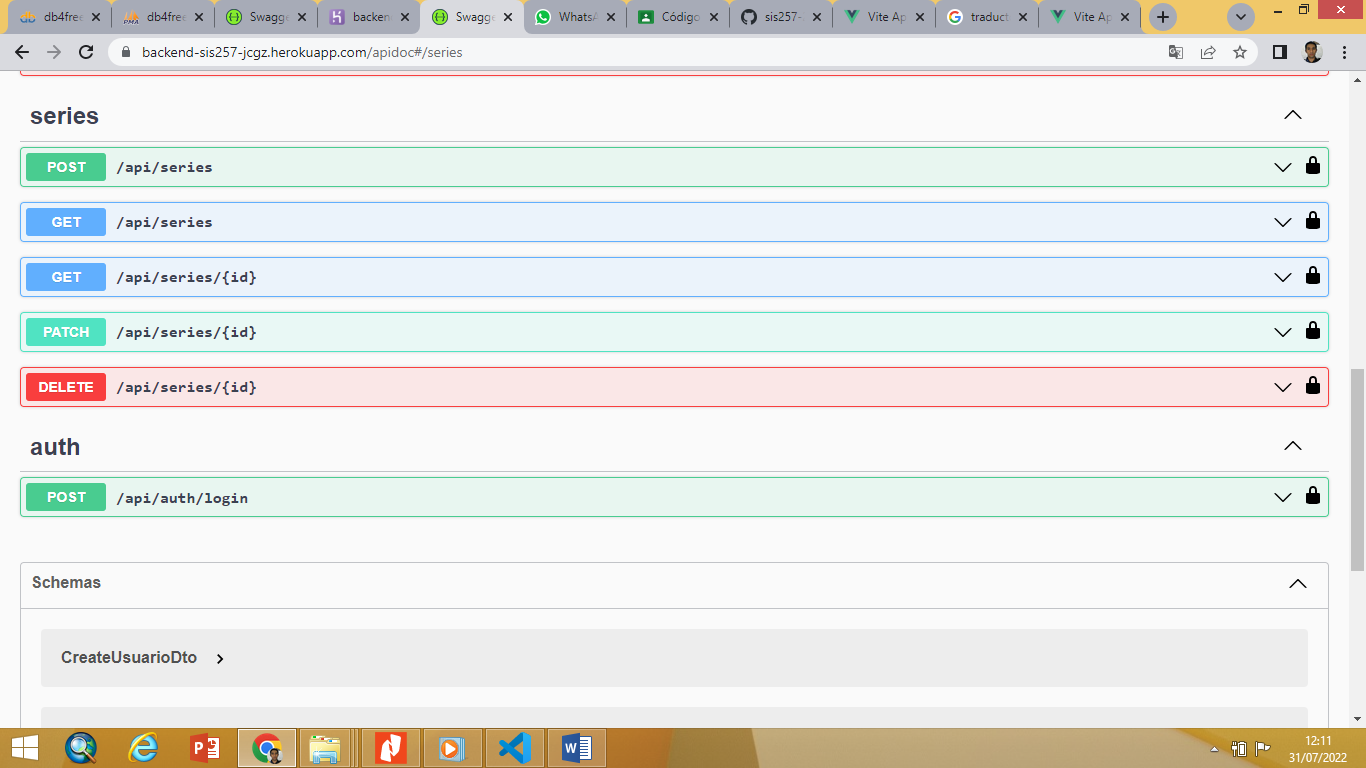 db4free
db4free
Swagge
backen
Swagge
WhatsA
Código
sis257-
Vite Ap
traduct
Vite Ap
backend-sis257-jcgz.herokuapp.com/apidoc#/series
series
POST /api/series
GET /api/series
GET /api/series/{id}
PATCH /api/series/{id}
DELETE /api/series/{id}
auth
POST /api/auth/login
Schemas
CreateUsuarioDto
12:11
31/07/2022